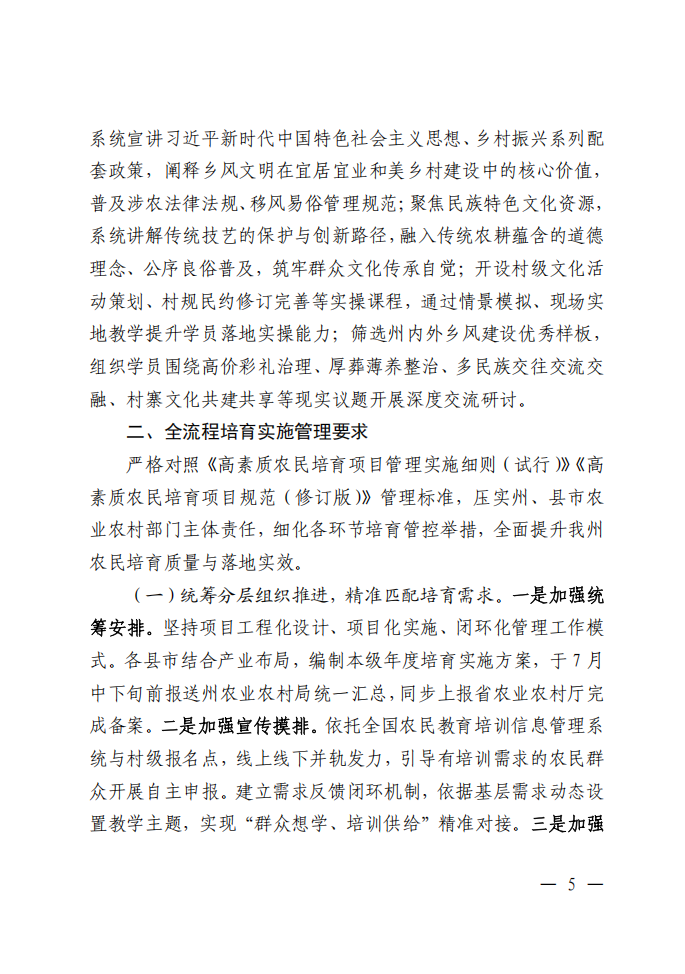 系统宣讲习近平新时代中国特色社会主义思想、乡村振兴系列配
套政策，阐释乡风文明在宜居宜业和美乡村建设中的核心价值，
普及涉农法律法规、移风易俗管理规范；聚焦民族特色文化资源，
系统讲解传统技艺的保护与创新路径，融入传统农耕蕴含的道德
理念、公序良俗普及，筑牢群众文化传承自觉；开设村级文化活
动策划、村规民约修订完善等实操课程，通过情景模拟、现场实
地教学提升学员落地实操能力；筛选州内外乡风建设优秀样板，
组织学员围绕高价彩礼治理、厚葬薄养整治、多民族交往交流交
融、村寨文化共建共享等现实议题开展深度交流研讨。
二、全流程培育实施管理要求
严格对照《高素质农民培育项目管理实施细则（试行）》《高
素质农民培育项目规范（修订版）》管理标准，压实州、县市农
业农村部门主体责任，细化各环节培育管控举措，全面提升我州
农民培育质量与落地实效。
（一）统筹分层组织推进，精准匹配培育需求。一是加强统
筹安排。坚持项目工程化设计、项目化实施、闭环化管理工作模
式。各县市结合产业布局，编制本级年度培育实施方案，于 7 月
中下旬前报送州农业农村局统一汇总，同步上报省农业农村厅完
成备案。二是加强宣传摸排。依托全国农民教育培训信息管理系
统与村级报名点，线上线下并轨发力，引导有培训需求的农民群
众开展自主申报。建立需求反馈闭环机制，依据基层需求动态设
置教学主题，实现“群众想学、培训供给”精准对接。三是加强
— 5 —